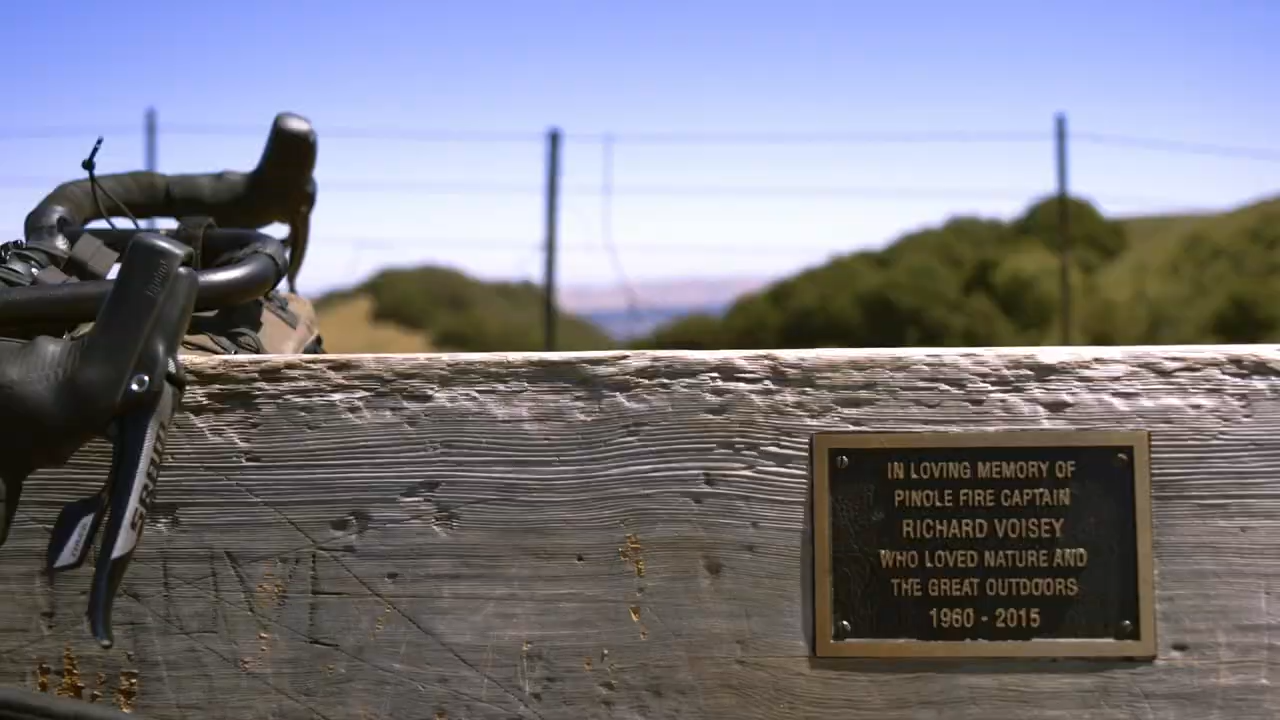 IN LOVING MEMORY OF
PINOLE FIRE CAPTAIN
RICHARD VOISEY
WHO LOVED NATURE AND
THE GREAT OUTDOORS
1960 - 2015
SRAM